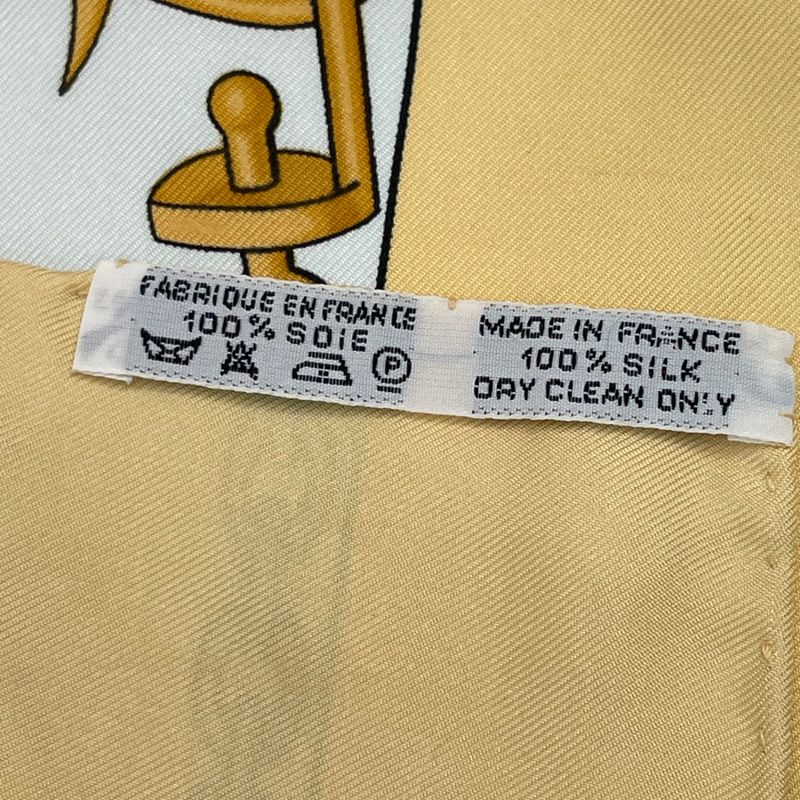 FABRIQUE EN FRANCE
100% SOIE
P
MADE IN FRANCE
100% SILK
DRY CLEAN ONLY